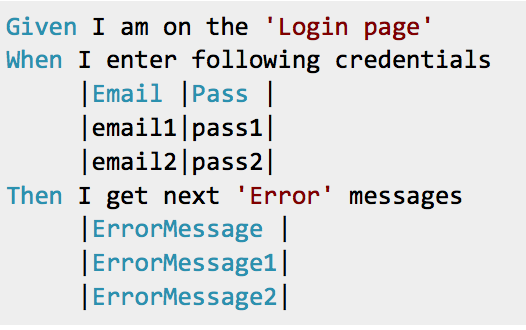 Given I am on the 'Login page'
When I enter following credentials
|Email |Pass |
|email1|pass1|
|email2|pass2|
Then I get next 'Error' messages
|ErrorMessage |
|ErrorMessage1|
|ErrorMessage2|